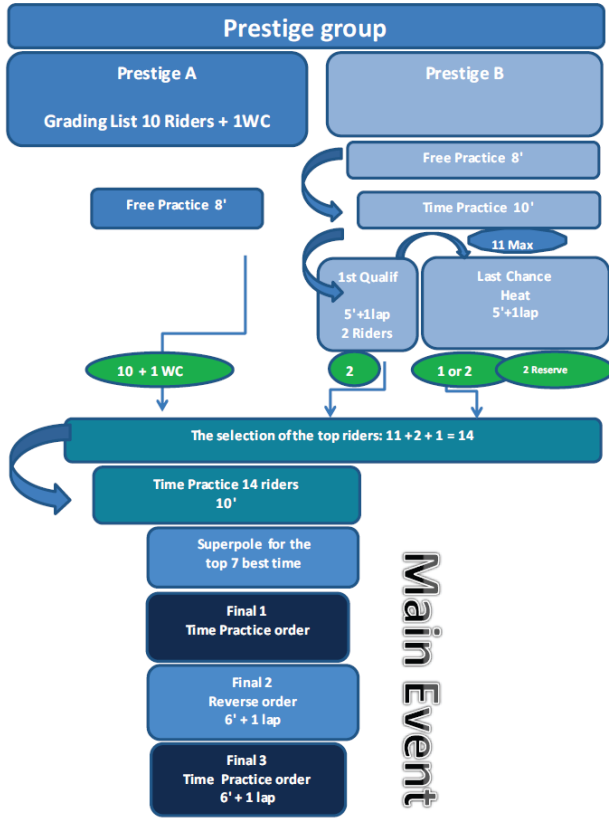 Prestige group
Prestige A
Grading List 10 Riders + 1WC
Prestige B
Free Practice 8'
Time Practice 10'
Free Practice 8'
11 Max
1st Qualif
5'+1lap
2 Riders
Last Chance
Heat
5'+1lap
10 + 1 WC
2
1 or 2
2 Reserve
The selection of the top riders: 11 +2 + 1 = 14
Time Practice 14 riders
10'
Superpole for the
top 7 best time
Final 1
Time Practice order
Final 2
Reverse order
6' + 1 lap
Final 3
Time Practice order
6' + 1 lap
Main Event